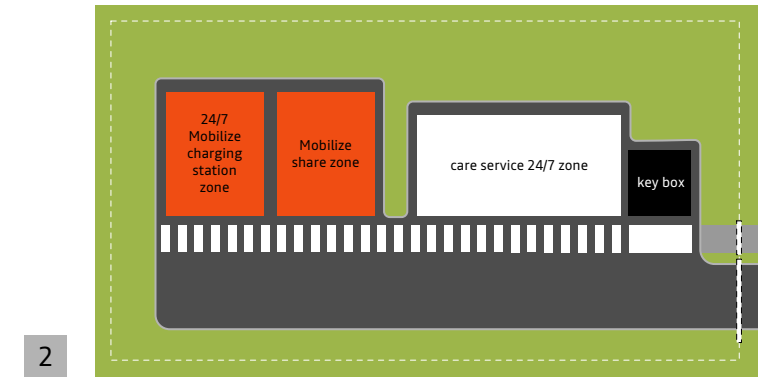 24/7
Mobilize
charging
station
zone
Mobilize
share zone
care service 24/7 zone
key box
2